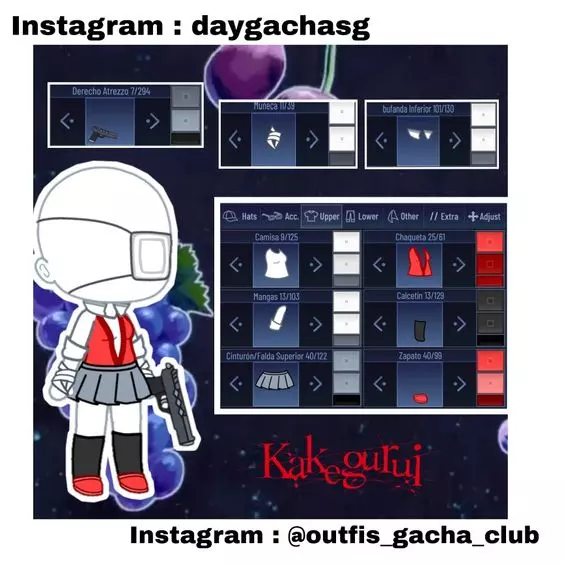 Instagram : daygachasg
Derecho Atrezzo 7/294
Muñeca 11/39
bufanda Inferior 101/130
Hats Acc. Upper Lower Other Extra Adjust
Camisa 9/125
Chaqueta 25/61
Mangas 13/103
Calcetín 13/129
Cinturón/Falda Superior 40/122
Zapato 40/99
Kakegurui
Instagram : @outfis_gacha_club